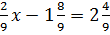 2/9 x − 1 8/9 = 2 4/9